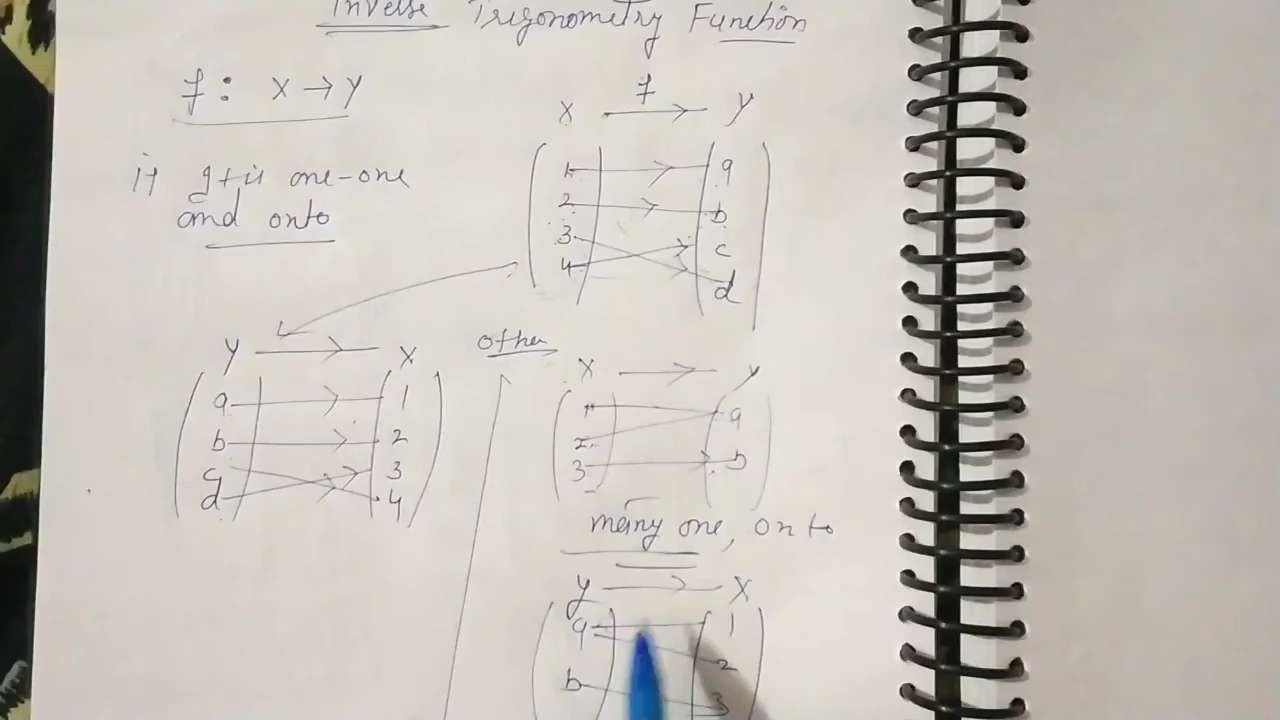 Inverse Trigonometry Function
f : X → Y
X f Y
1 a
2 b
3 c
4 d
if it is one-one
and onto
Y → X
a 1
b 2
c 3
d 4
other
X → Y
1 a
2
3 b
many one, onto
Y → X
a 1
2
b 3